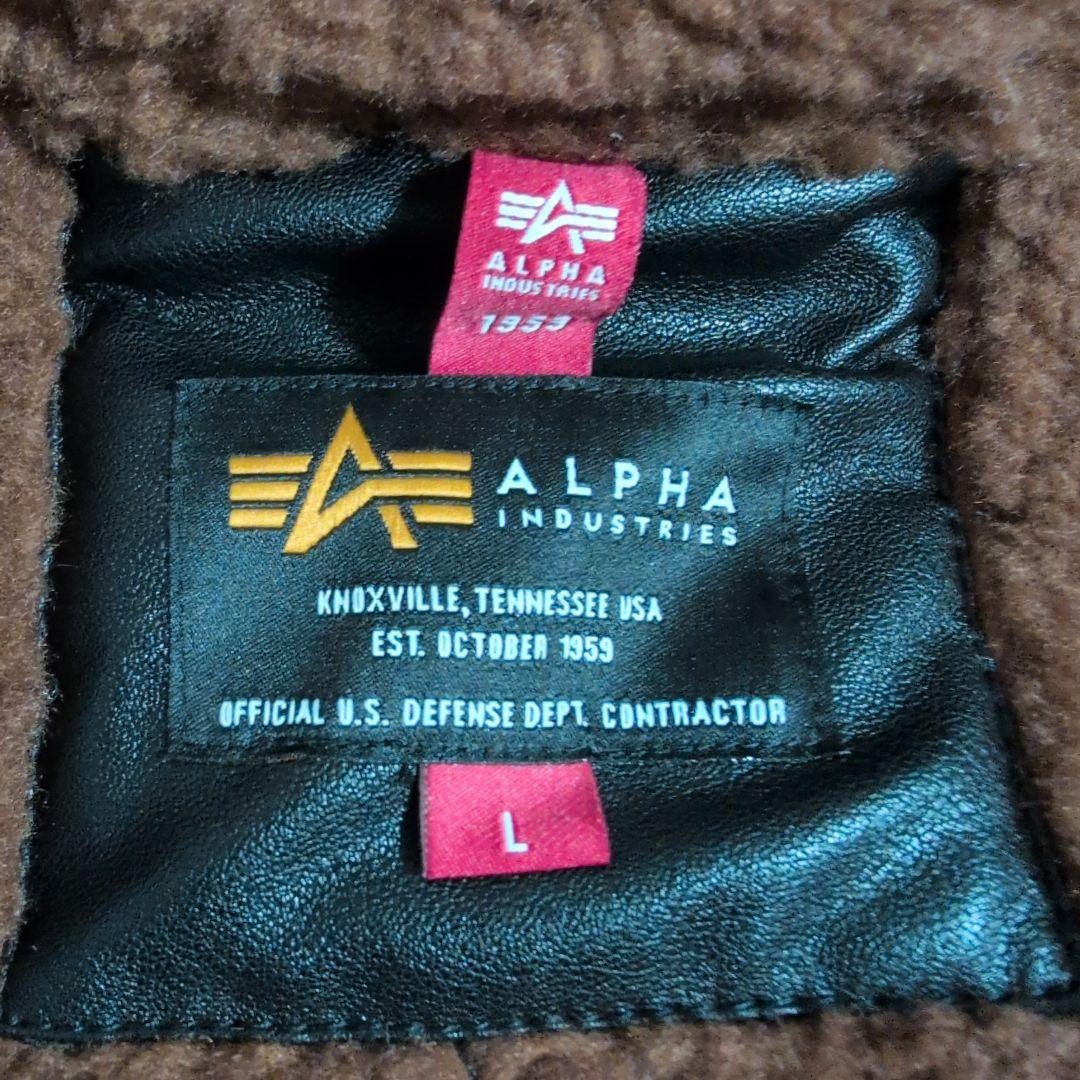 ALPHA
INDUSTRIES
1959
ALPHA
INDUSTRIES
KNOXVILLE, TENNESSEE USA
EST. OCTOBER 1959
OFFICIAL U.S. DEFENSE DEPT. CONTRACTOR
L